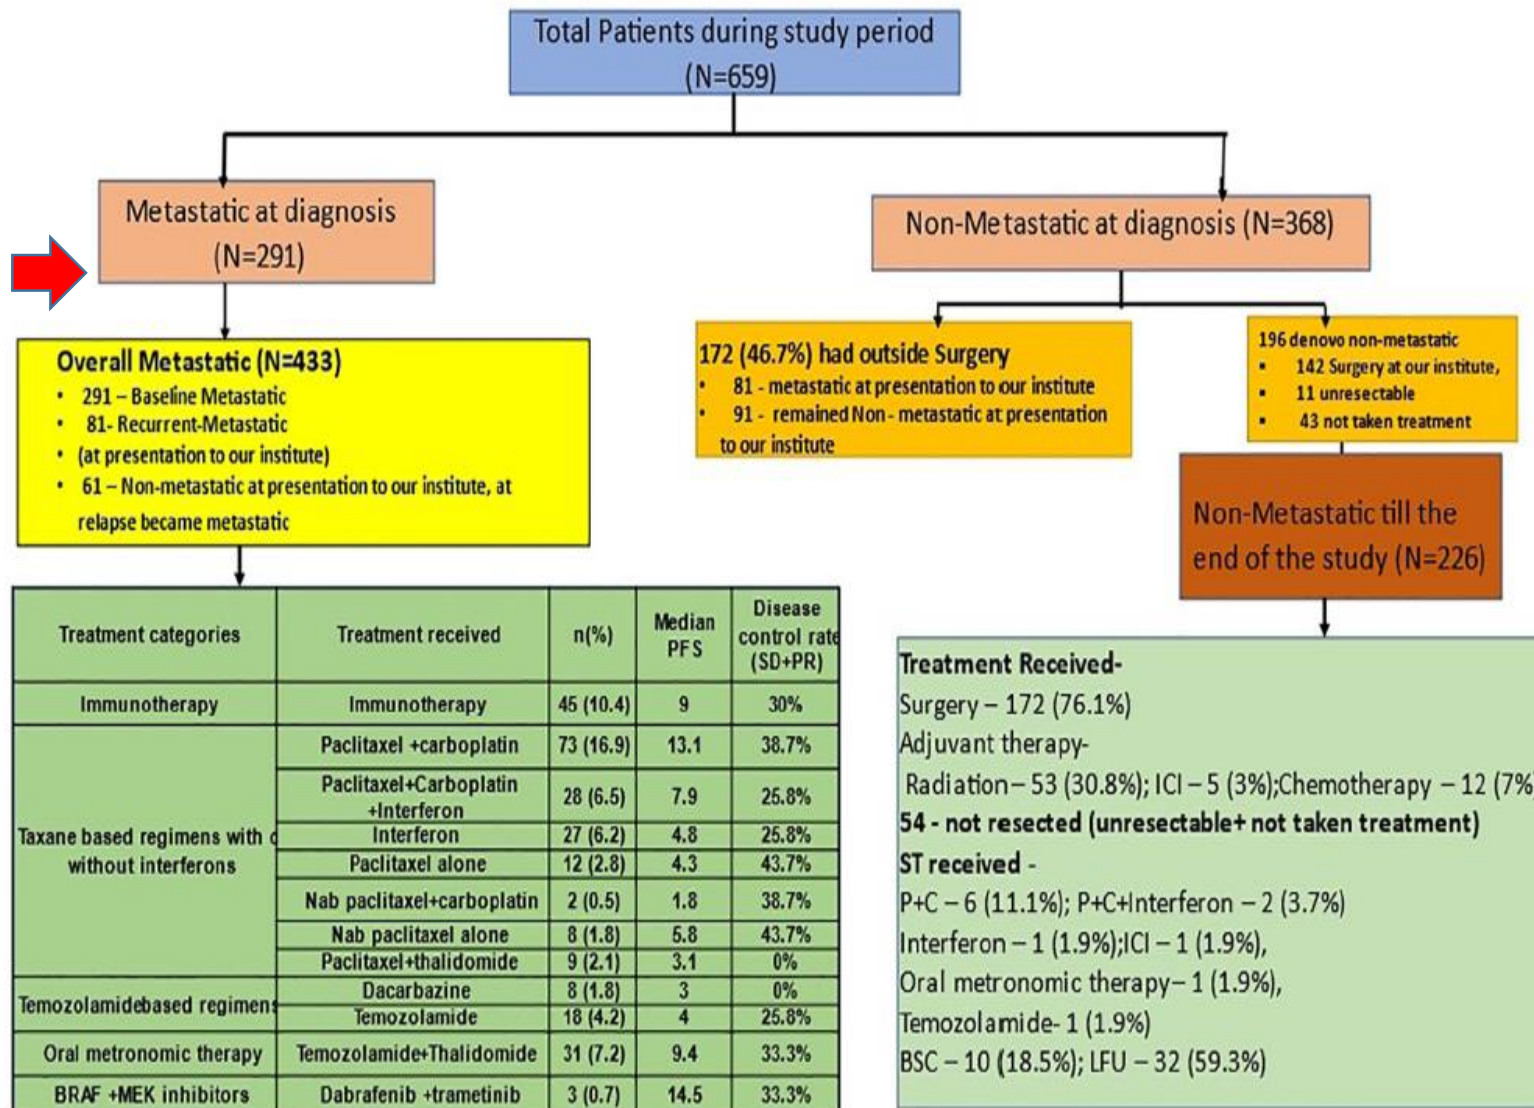 Total Patients during study period
(N=659)
Metastatic at diagnosis
(N=291)
Non-Metastatic at diagnosis (N=368)
Overall Metastatic (N=433)
• 291 – Baseline Metastatic
• 81- Recurrent-Metastatic
• (at presentation to our institute)
• 61 – Non-metastatic at presentation to our institute, at
relapse became metastatic
172 (46.7%) had outside Surgery
• 81 - metastatic at presentation to our institute
• 91 - remained Non - metastatic at presentation
to our institute
196 denovo non-metastatic
▪ 142 Surgery at our institute,
▪ 11 unresectable
▪ 43 not taken treatment
Non-Metastatic till the
end of the study (N=226)
Treatment categories Treatment received n(%) Median PFS Disease control rate (SD+PR)
Immunotherapy Immunotherapy 45 (10.4) 9 30%
Taxane based regimens with
without interferons
Paclitaxel +carboplatin 73 (16.9) 13.1 38.7%
Paclitaxel+Carboplatin +Interferon 28 (6.5) 7.9 25.8%
Interferon 27 (6.2) 4.8 25.8%
Paclitaxel alone 12 (2.8) 4.3 43.7%
Nab paclitaxel+carboplatin 2 (0.5) 1.8 38.7%
Nab paclitaxel alone 8 (1.8) 5.8 43.7%
Paclitaxel+thalidomide 9 (2.1) 3.1 0%
Temozolamidebased regimens
Dacarbazine 8 (1.8) 3 0%
Temozolamide 18 (4.2) 4 25.8%
Oral metronomic therapy Temozolamide+Thalidomide 31 (7.2) 9.4 33.3%
BRAF +MEK inhibitors Dabrafenib +trametinib 3 (0.7) 14.5 33.3%
Treatment Received-
Surgery – 172 (76.1%)
Adjuvant therapy-
Radiation – 53 (30.8%); ICI – 5 (3%);Chemotherapy – 12 (7%
54 - not resected (unresectable+ not taken treatment)
ST received -
P+C – 6 (11.1%); P+C+Interferon – 2 (3.7%)
Interferon – 1 (1.9%);ICI – 1 (1.9%),
Oral metronomic therapy– 1 (1.9%),
Temozolamide- 1 (1.9%)
BSC – 10 (18.5%); LFU – 32 (59.3%)